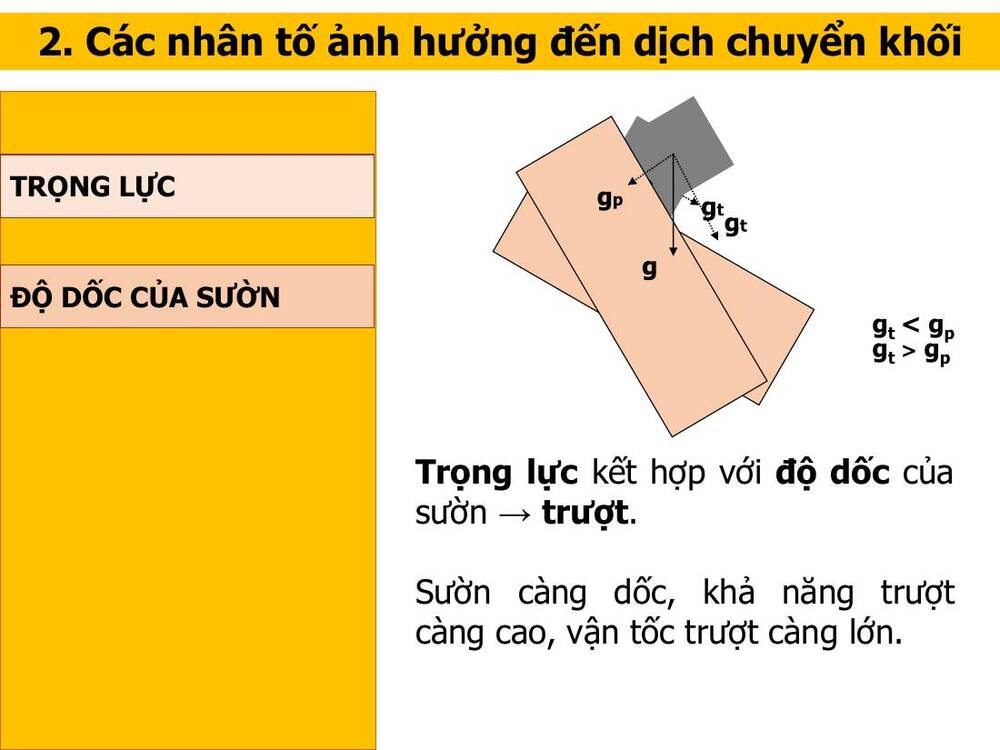 2. Các nhân tố ảnh hưởng đến dịch chuyển khối
TRỌNG LỰC
ĐỘ DỐC CỦA SƯỜN
gp
gt
gt
g
gt < gp
gt > gp
Trọng lực kết hợp với độ dốc của
sườn → trượt.
Sườn càng dốc, khả năng trượt
càng cao, vận tốc trượt càng lớn.